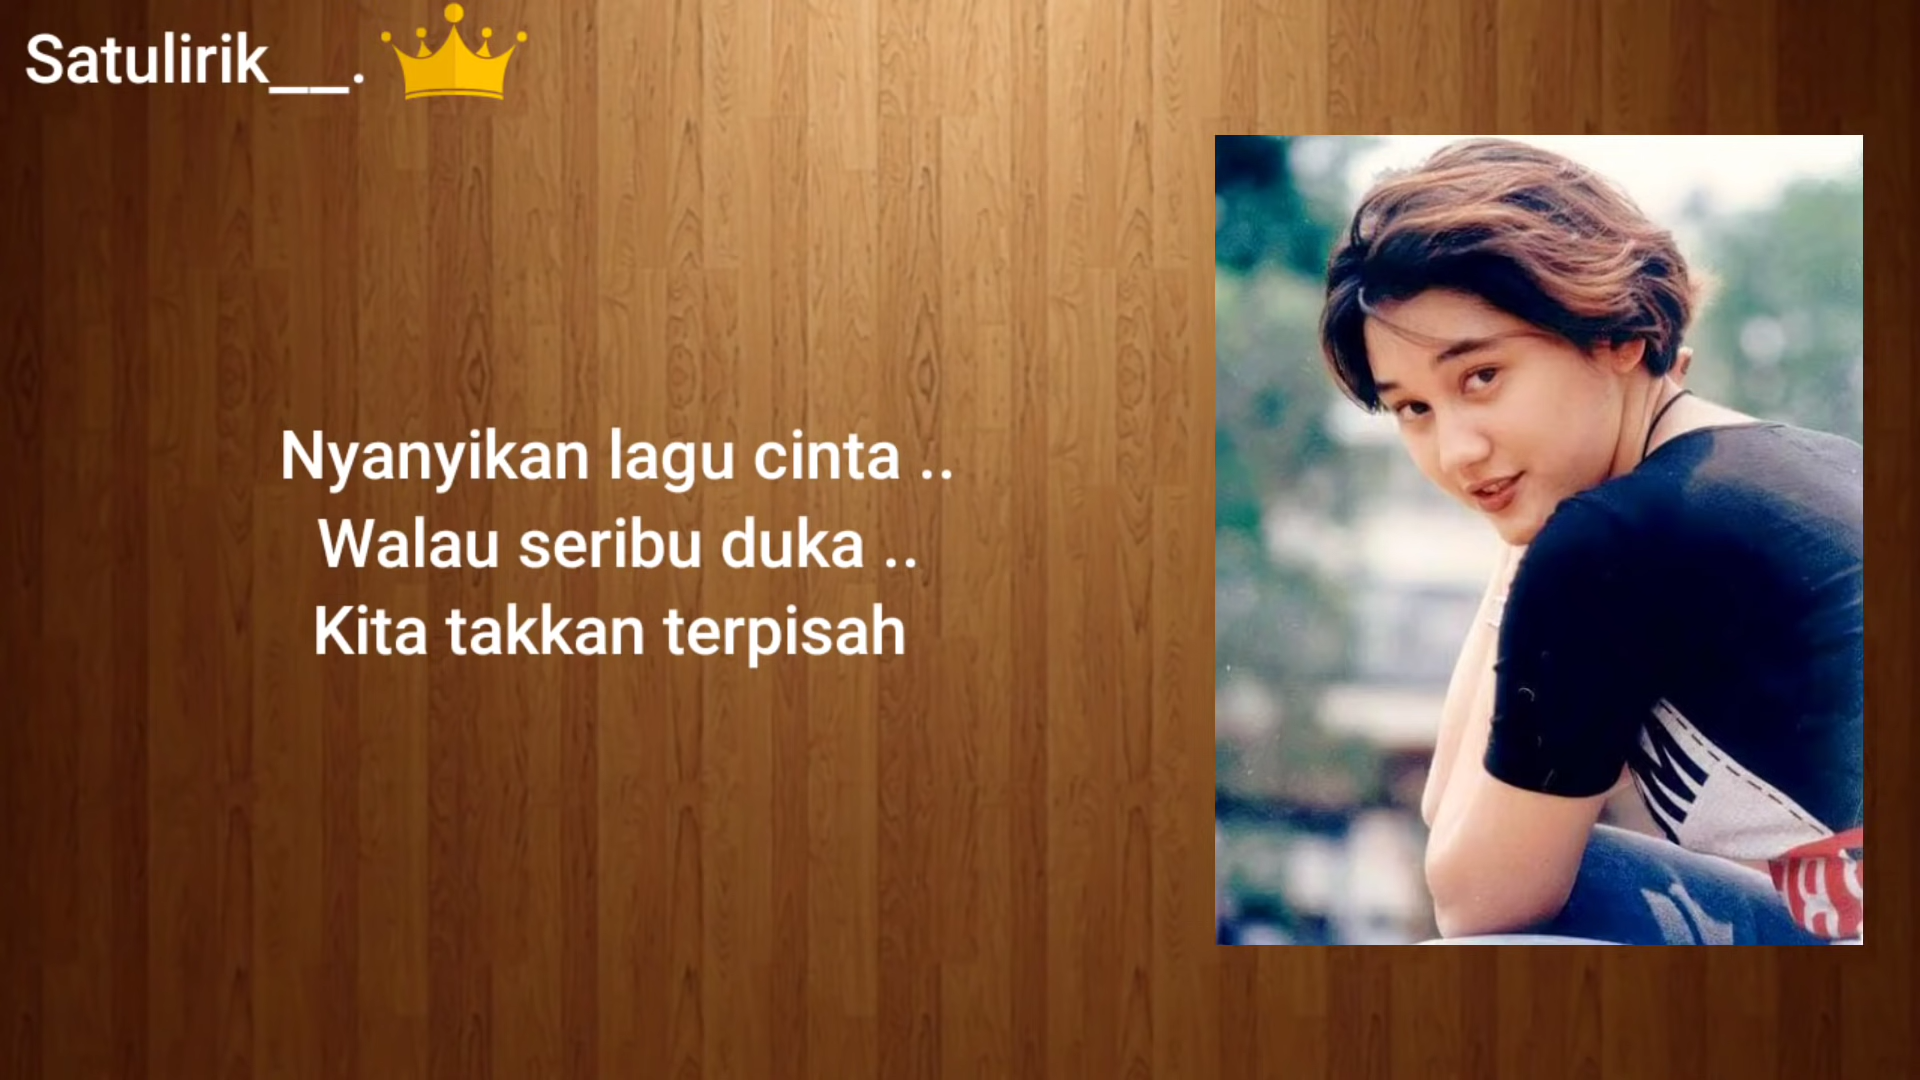 Satulirik__.
Nyanyikan lagu cinta ..
Walau seribu duka ..
Kita takkan terpisah